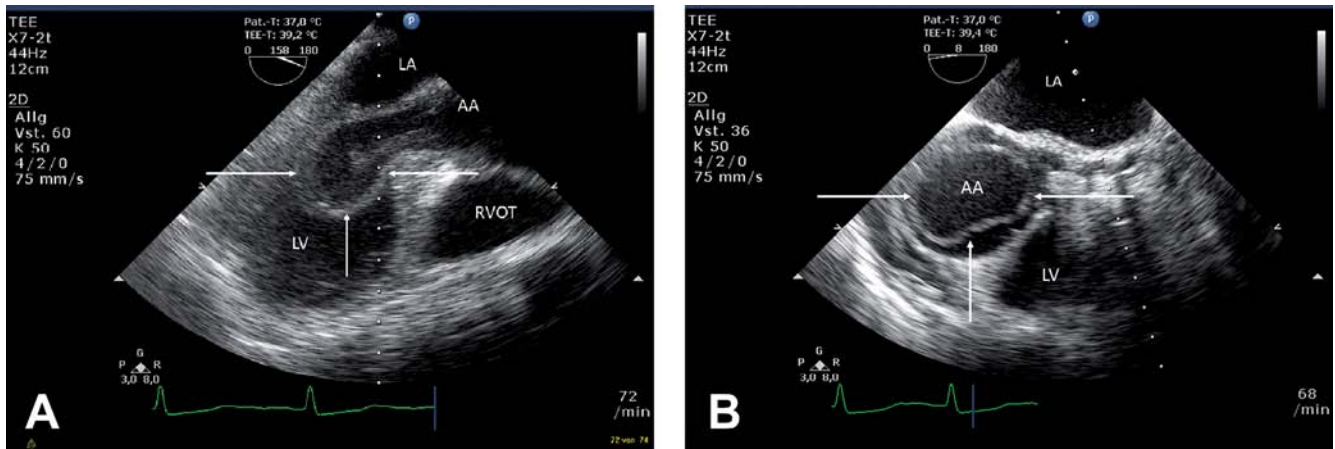 TEE
X7-2t
44Hz
12cm
2D
Allg
Vst. 60
K 50
4/2/0
75 mm/s
Pat.-T: 37,0 °C
TEE-T: 39,2 °C
0 158 180
P
LA
AA
LV
RVOT
G
P R
3,0 8,0
72
/min
72 von 74
A
TEE
X7-2t
44Hz
12cm
2D
Allg
Vst. 36
K 50
4/2/0
75 mm/s
Pat.-T: 37,0 °C
TEE-T: 39,4 °C
0 8 180
P
LA
AA
LV
G
P R
3,0 8,0
68
/min
B